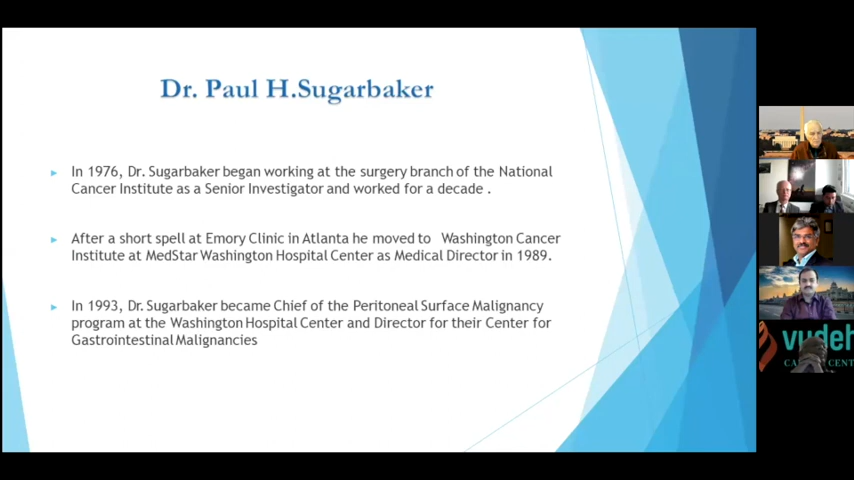 Dr. Paul H.Sugarbaker
In 1976, Dr. Sugarbaker began working at the surgery branch of the National
Cancer Institute as a Senior Investigator and worked for a decade .
After a short spell at Emory Clinic in Atlanta he moved to Washington Cancer
Institute at MedStar Washington Hospital Center as Medical Director in 1989.
In 1993, Dr. Sugarbaker became Chief of the Peritoneal Surface Malignancy
program at the Washington Hospital Center and Director for their Center for
Gastrointestinal Malignancies